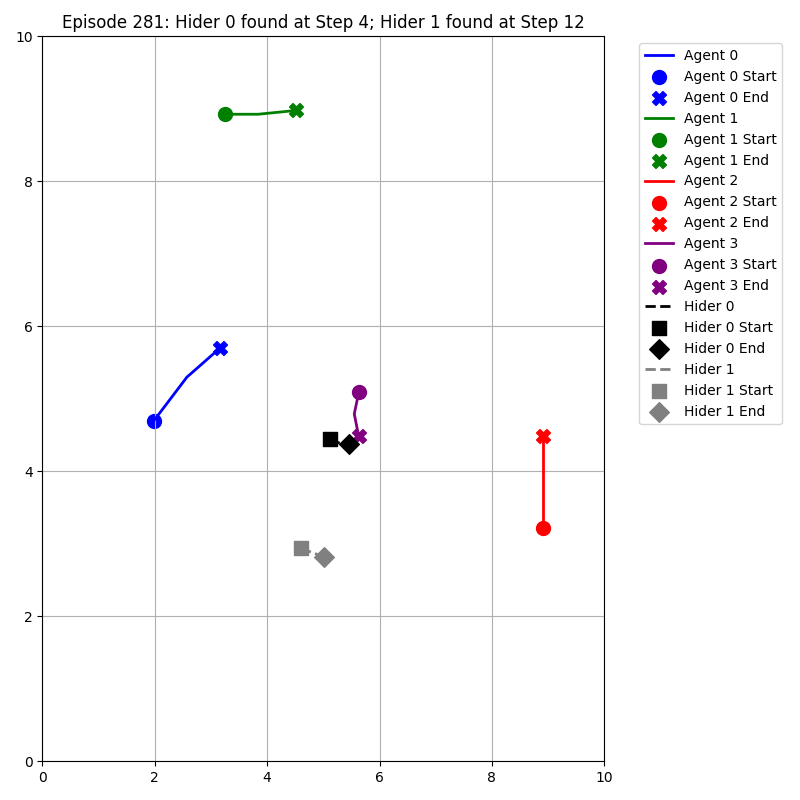 Episode 281: Hider 0 found at Step 4; Hider 1 found at Step 12
10
8
6
4
2
0
0 2 4 6 8 10
Agent 0
Agent 0 Start
Agent 0 End
Agent 1
Agent 1 Start
Agent 1 End
Agent 2
Agent 2 Start
Agent 2 End
Agent 3
Agent 3 Start
Agent 3 End
Hider 0
Hider 0 Start
Hider 0 End
Hider 1
Hider 1 Start
Hider 1 End